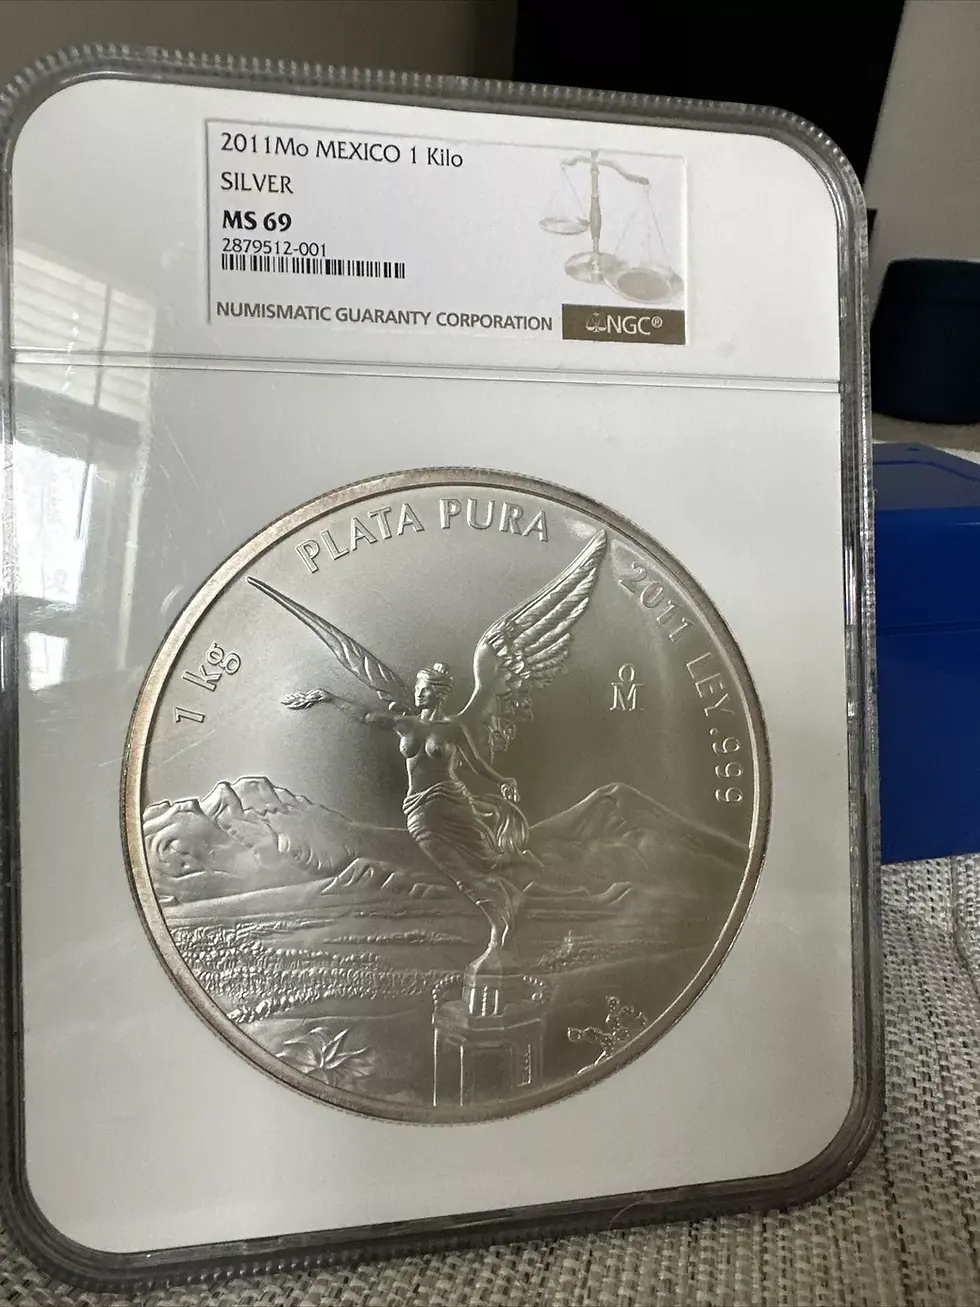 2011Mo MEXICO 1 Kilo
SILVER
MS 69
2879512-001
NUMISMATIC GUARANTY CORPORATION
NGC®
PLATA PURA
2011 LEY .999
1 kg
M